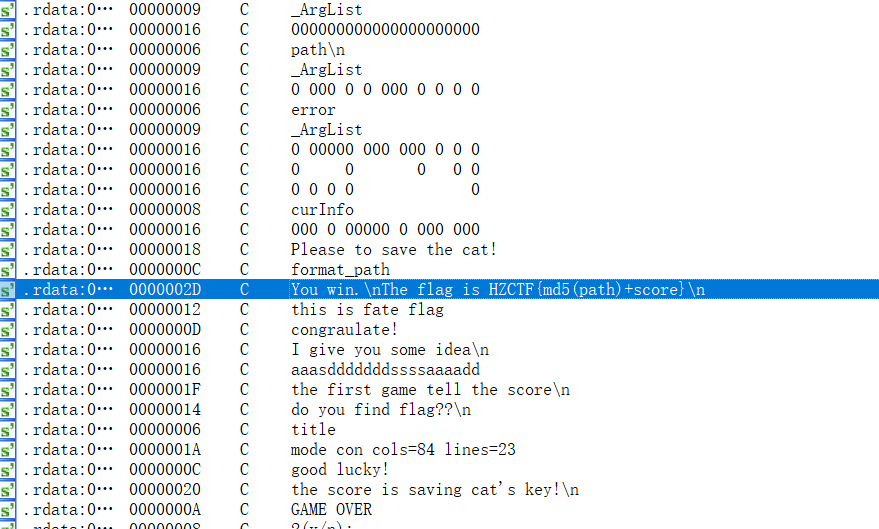 s' .rdata:0… 00000009 C _ArgList
s' .rdata:0… 00000016 C 000000000000000000000
s' .rdata:0… 00000006 C path\n
s' .rdata:0… 00000009 C _ArgList
s' .rdata:0… 00000016 C 0 000 0 0 000 0 0 0 0
s' .rdata:0… 00000006 C error
s' .rdata:0… 00000009 C _ArgList
s' .rdata:0… 00000016 C 0 00000 000 000 0 0 0
s' .rdata:0… 00000016 C 0     0       0   0 0
s' .rdata:0… 00000016 C 0 0 0 0             0
s' .rdata:0… 00000008 C curInfo
s' .rdata:0… 00000016 C 000 0 00000 0 000 000
s' .rdata:0… 00000018 C Please to save the cat!
s' .rdata:0… 0000000C C format_path
s' .rdata:0… 0000002D C You win.\nThe flag is HZCTF{md5(path)+score}\n
s' .rdata:0… 00000012 C this is fate flag
s' .rdata:0… 0000000D C congraulate!
s' .rdata:0… 00000016 C I give you some idea\n
s' .rdata:0… 00000016 C aaasdddddddssssaaaadd
s' .rdata:0… 0000001F C the first game tell the score\n
s' .rdata:0… 00000014 C do you find flag??\n
s' .rdata:0… 00000006 C title
s' .rdata:0… 0000001A C mode con cols=84 lines=23
s' .rdata:0… 0000000C C good lucky!
s' .rdata:0… 00000020 C the score is saving cat's key!\n
s' .rdata:0… 0000000A C GAME OVER